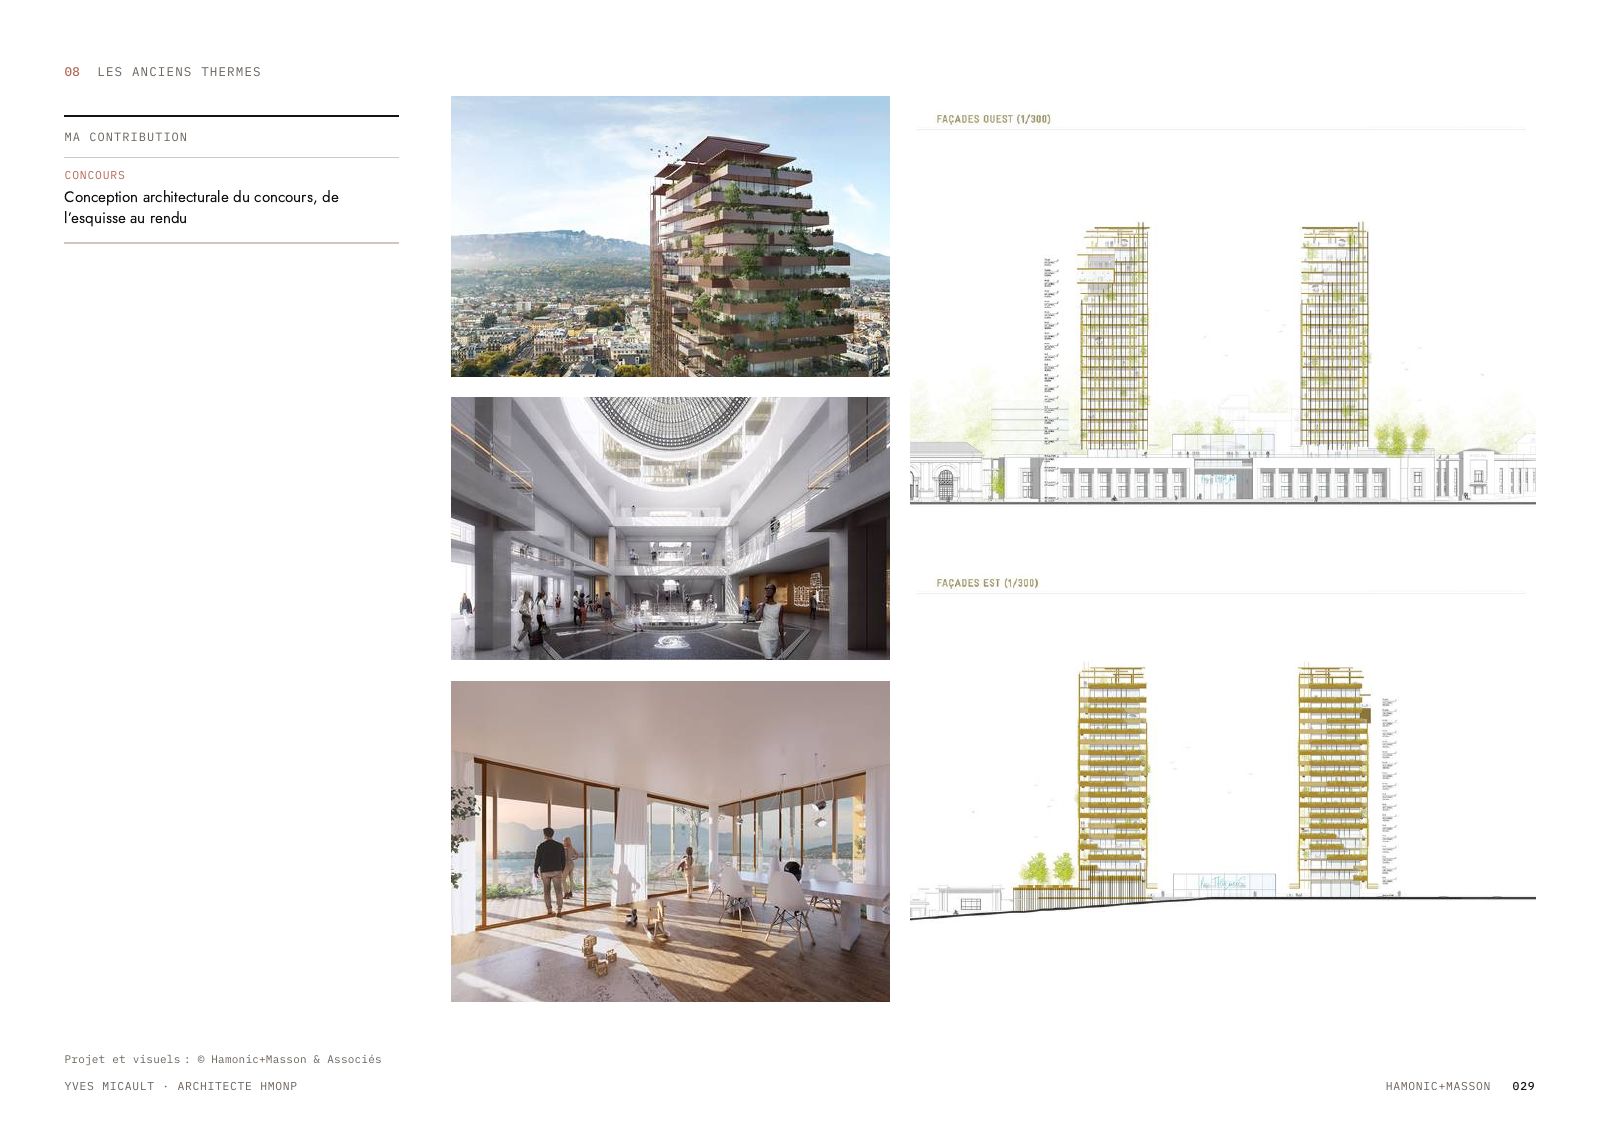 08 LES ANCIENS THERMES
MA CONTRIBUTION
CONCOURS
Conception architecturale du concours, de
l’esquisse au rendu
FAÇADES OUEST (1/300)
FAÇADES EST (1/300)
Projet et visuels : © Hamonic+Masson & Associés
YVES MICAULT · ARCHITECTE HMONP
HAMONIC+MASSON 029